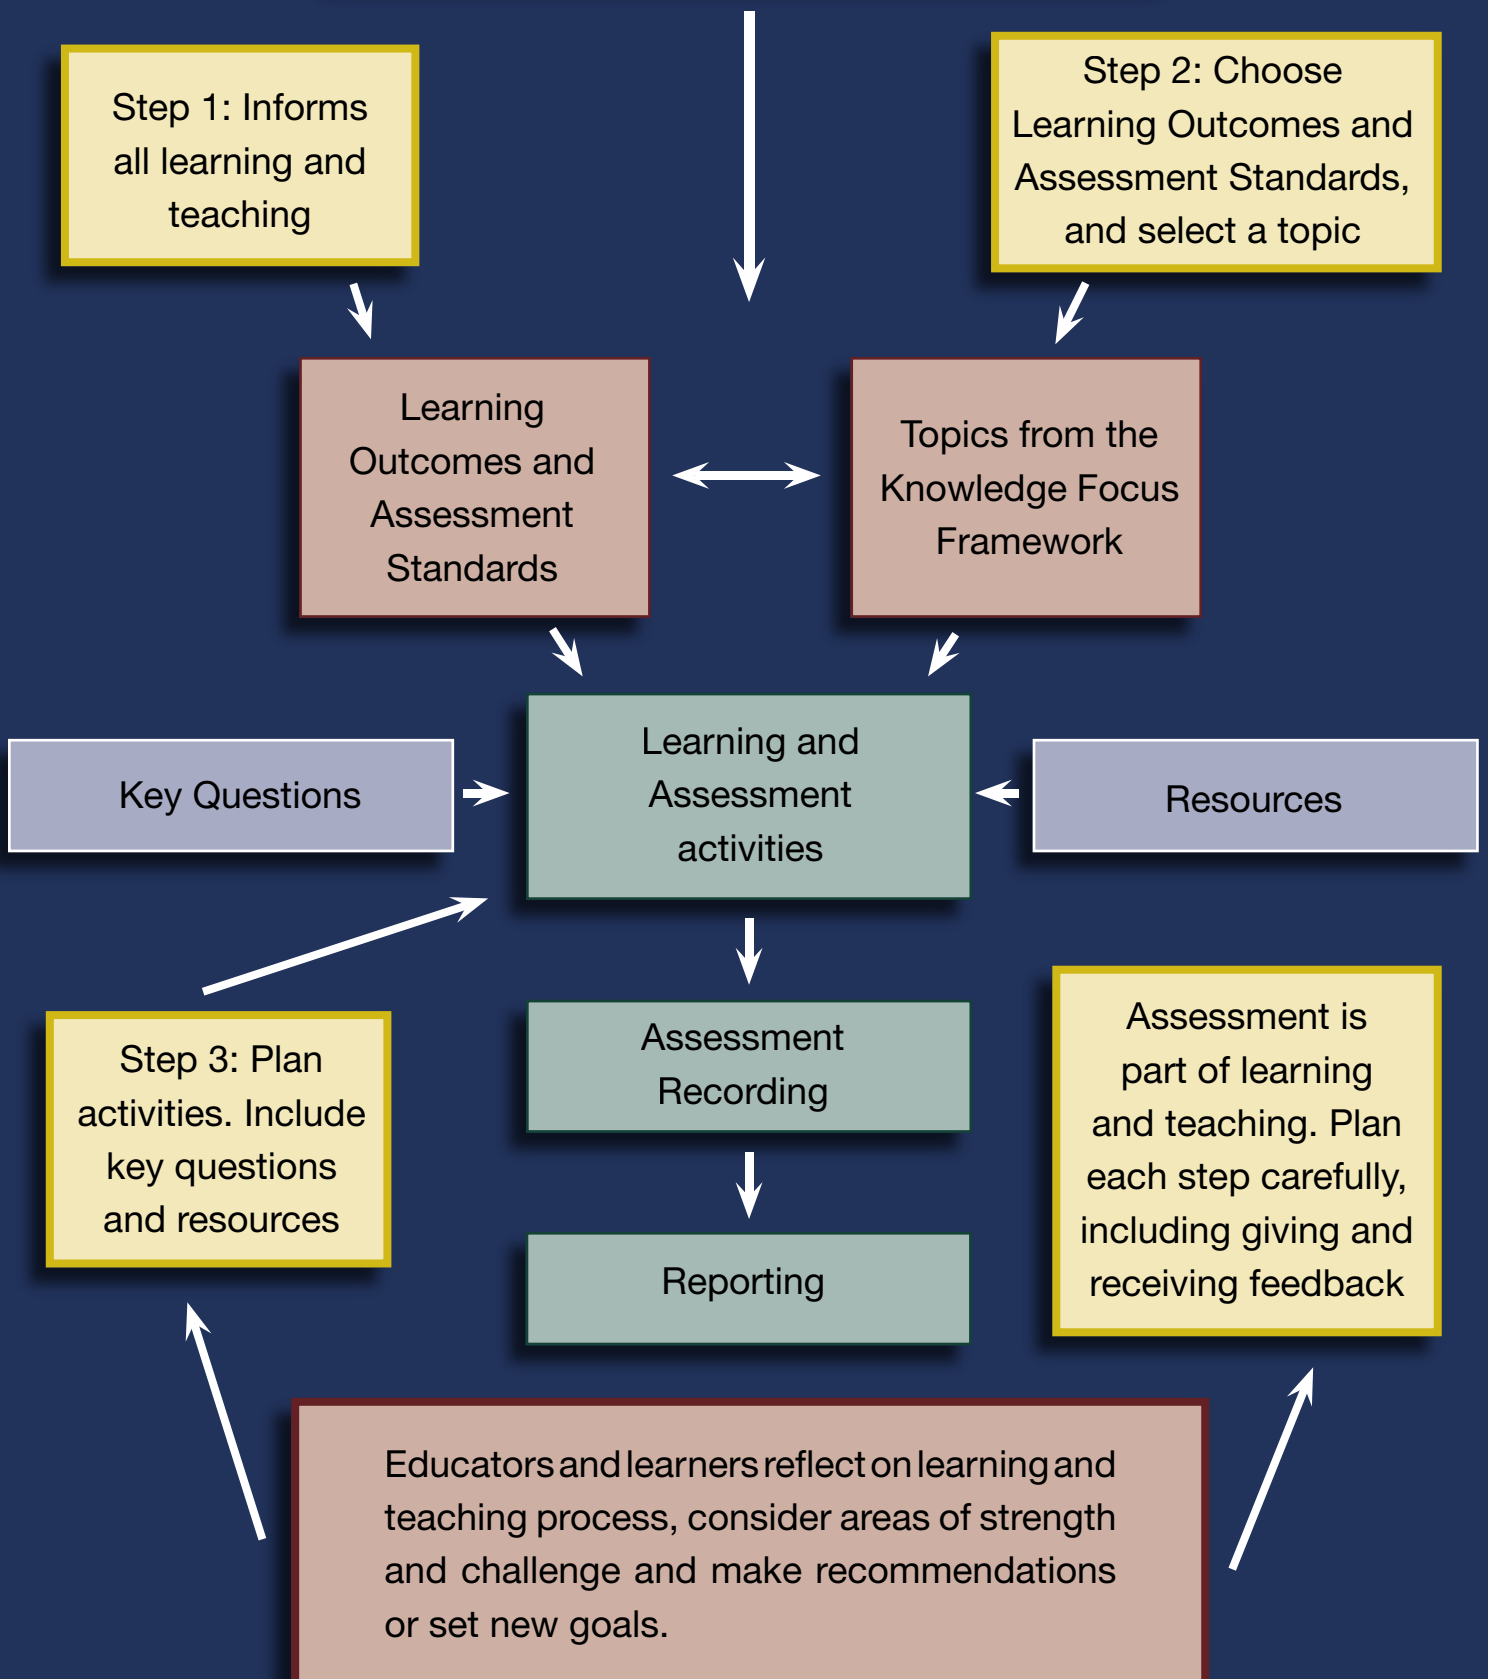 Step 1: Informs
all learning and
teaching
Step 2: Choose
Learning Outcomes and
Assessment Standards,
and select a topic
Learning
Outcomes and
Assessment
Standards
Topics from the
Knowledge Focus
Framework
Key Questions
Learning and
Assessment
activities
Resources
Step 3: Plan
activities. Include
key questions
and resources
Assessment
Recording
Reporting
Assessment is
part of learning
and teaching. Plan
each step carefully,
including giving and
receiving feedback
Educators and learners reflect on learning and
teaching process, consider areas of strength
and challenge and make recommendations
or set new goals.